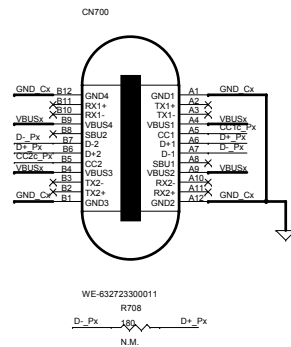 CN700
GND_Cx B12 GND4 GND1 A1 GND_Cx
B11 RX1+ TX1+ A2
B10 RX1- TX1- A3
VBUSx B9 VBUS4 VBUS1 A4 VBUSx
B8 SBU2 CC1 A5 CC1c_Px
D-_Px B7 D-2 D+1 A6 D+_Px
D+_Px B6 D+2 D-1 A7 D-_Px
CC2c_Px B5 CC2 SBU1 A8
VBUSx B4 VBUS3 VBUS2 A9 VBUSx
B3 TX2- RX2- A10
B2 TX2+ RX2+ A11
GND_Cx B1 GND3 GND2 A12 GND_Cx
WE-632723300011
R708
D-_Px 180 D+_Px
N.M.